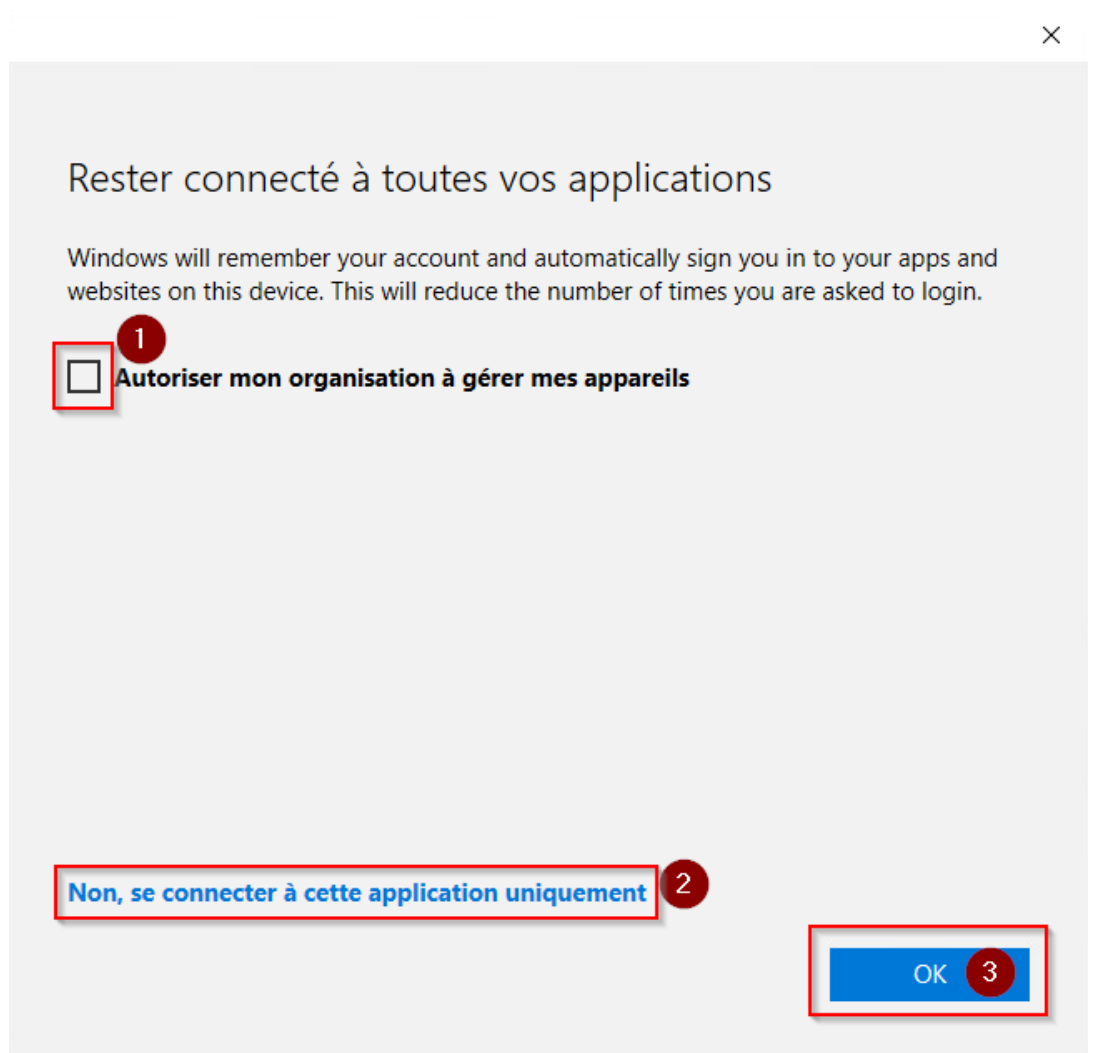 Rester connecté à toutes vos applications
Windows will remember your account and automatically sign you in to your apps and
websites on this device. This will reduce the number of times you are asked to login.
1
Autoriser mon organisation à gérer mes appareils
Non, se connecter à cette application uniquement
2
OK
3